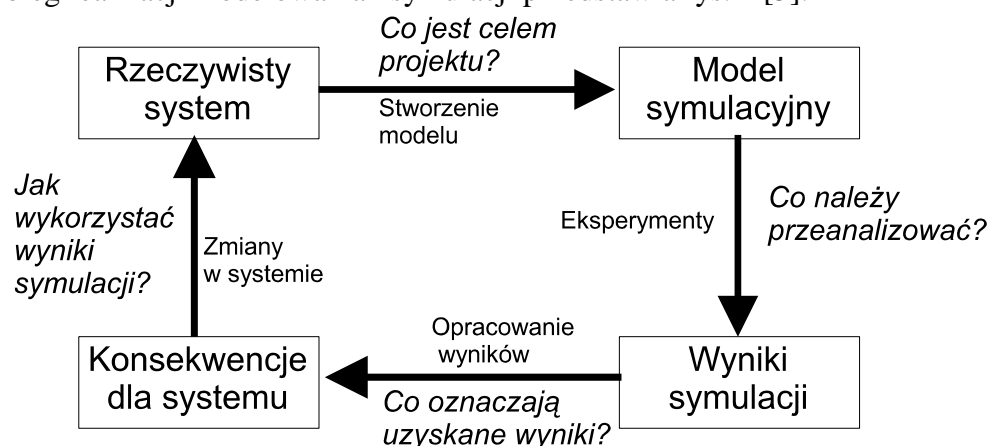 Co jest celem
projektu?
Rzeczywisty
system
Stworzenie
modelu
Model
symulacyjny
Jak
wykorzystać
wyniki
symulacji?
Zmiany
w systemie
Eksperymenty
Co należy
przeanalizować?
Konsekwencje
dla systemu
Opracowanie
wyników
Co oznaczają
uzyskane wyniki?
Wyniki
symulacji